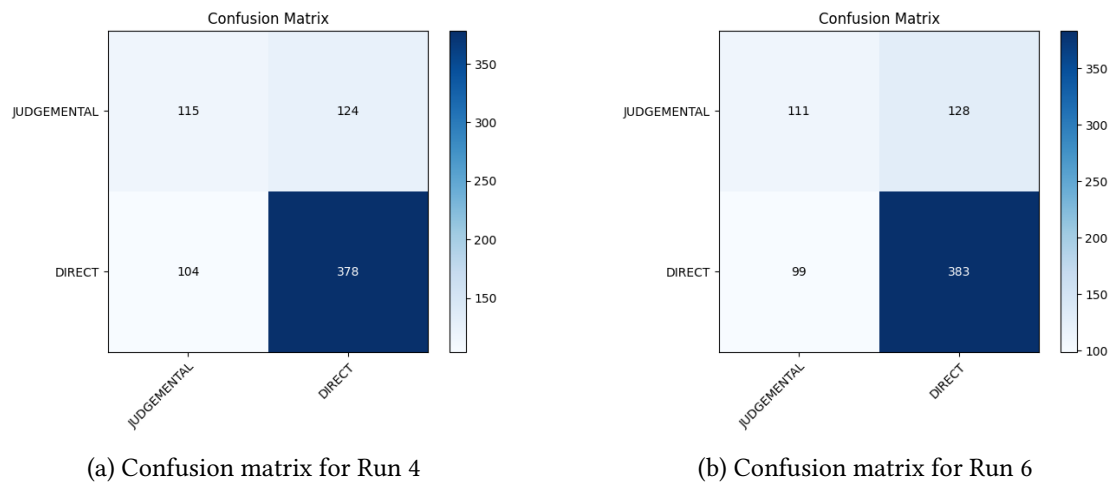 Confusion Matrix
JUDGEMENTAL
115
124
DIRECT
104
378
JUDGEMENTAL
DIRECT
350
300
250
200
150
(a) Confusion matrix for Run 4
Confusion Matrix
JUDGEMENTAL
111
128
DIRECT
99
383
JUDGEMENTAL
DIRECT
350
300
250
200
150
100
(b) Confusion matrix for Run 6